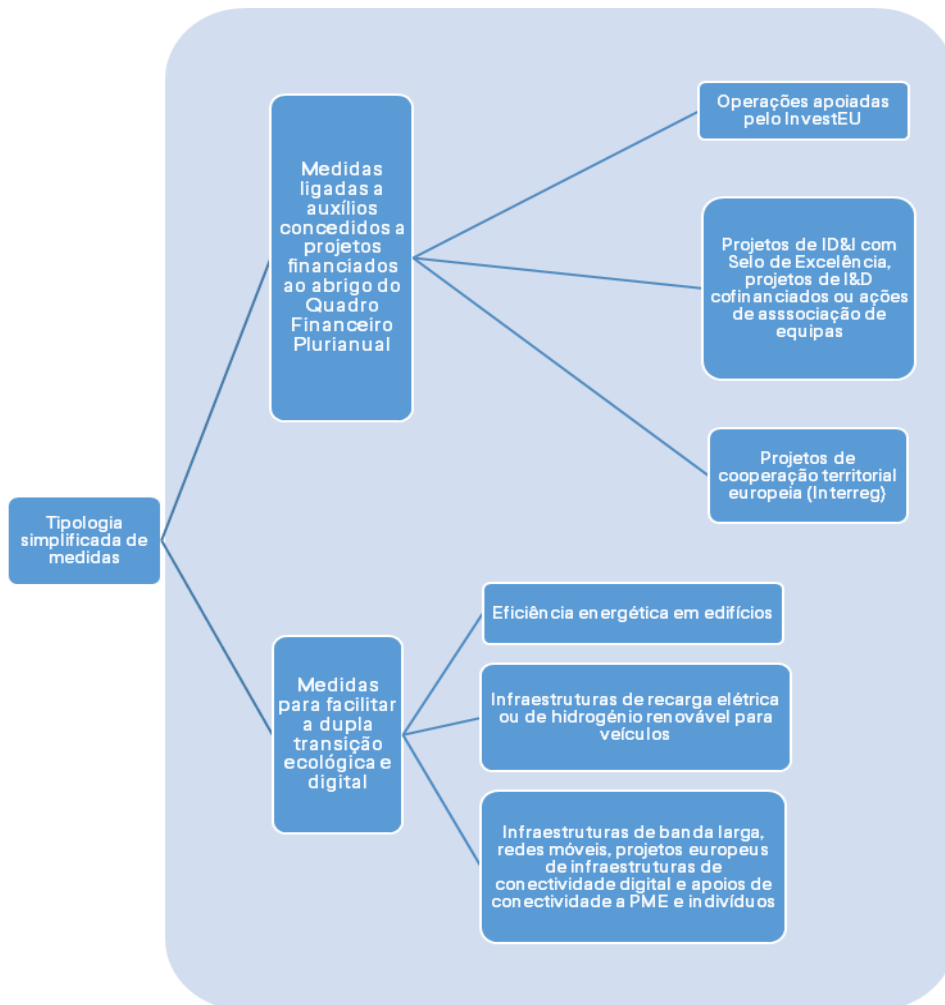 Tipologia
simplificada de
medidas
Medidas
ligadas a
auxílios
concedidos a
projetos
financiados
ao abrigo do
Quadro
Financeiro
Plurianual
Operações apoiadas
pelo InvestEU
Projetos de ID&I com
Selo de Excelência,
projetos de I&D
cofinanciados ou ações
de asssociação de
equipas
Projetos de
cooperação territorial
europeia (Interreg)
Medidas
para facilitar
a dupla
transição
ecológica e
digital
Eficiência energética em edifícios
Infraestruturas de recarga elétrica
ou de hidrogénio renovável para
veículos
Infraestruturas de banda larga,
redes móveis, projetos europeus
de infraestruturas de
conectividade digital e apoios de
conectividade a PME e indivíduos